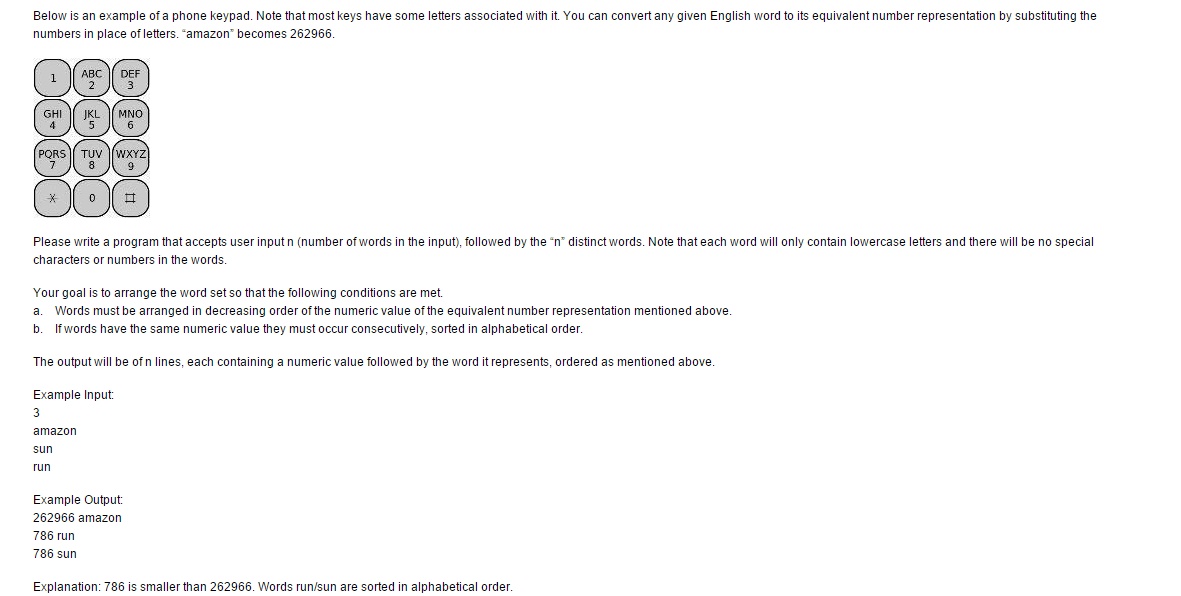 Below is an example of a phone keypad. Note that most keys have some letters associated with it. You can convert any given English word to its equivalent number representation by substituting the
numbers in place of letters. “amazon” becomes 262966.
1 ABC DEF
2 3
GHI JKL MNO
4 5 6
PQRS TUV WXYZ
7 8 9
* 0 #
Please write a program that accepts user input n (number of words in the input), followed by the “n” distinct words. Note that each word will only contain lowercase letters and there will be no special
characters or numbers in the words.
Your goal is to arrange the word set so that the following conditions are met.
a. Words must be arranged in decreasing order of the numeric value of the equivalent number representation mentioned above.
b. If words have the same numeric value they must occur consecutively, sorted in alphabetical order.
The output will be of n lines, each containing a numeric value followed by the word it represents, ordered as mentioned above.
Example Input:
3
amazon
sun
run
Example Output:
262966 amazon
786 run
786 sun
Explanation: 786 is smaller than 262966. Words run/sun are sorted in alphabetical order.